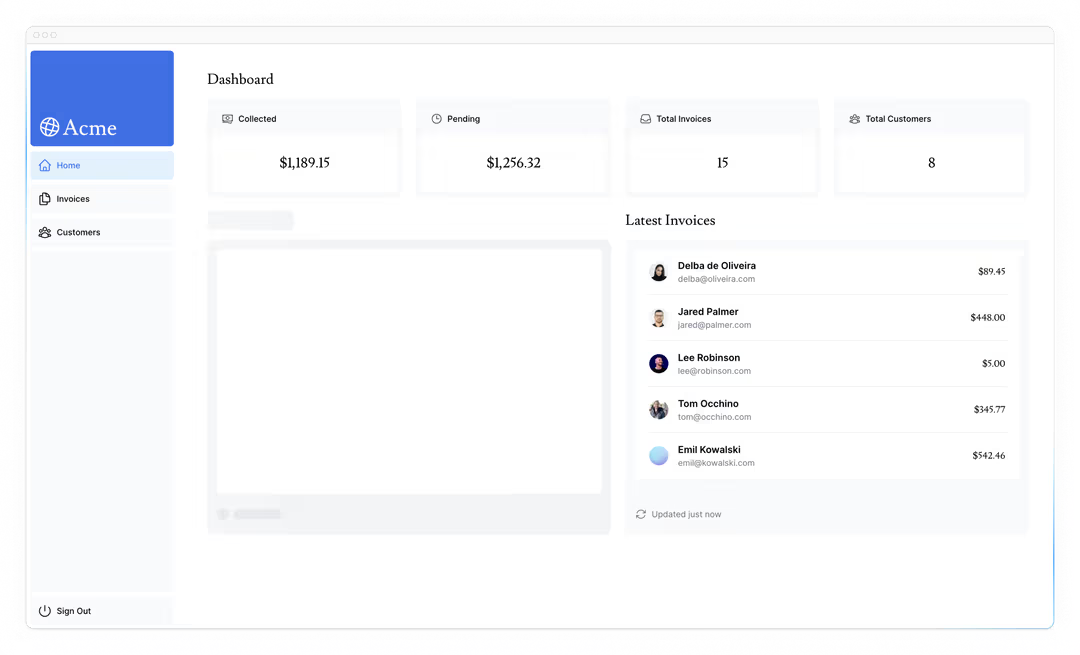 Acme
Home
Invoices
Customers
Sign Out
Dashboard
Collected
$1,189.15
Pending
$1,256.32
Total Invoices
15
Total Customers
8
Latest Invoices
Delba de Oliveira
delba@oliveira.com
$89.45
Jared Palmer
jared@palmer.com
$448.00
Lee Robinson
lee@robinson.com
$5.00
Tom Occhino
tom@occhino.com
$345.77
Emil Kowalski
emil@kowalski.com
$542.46
Updated just now